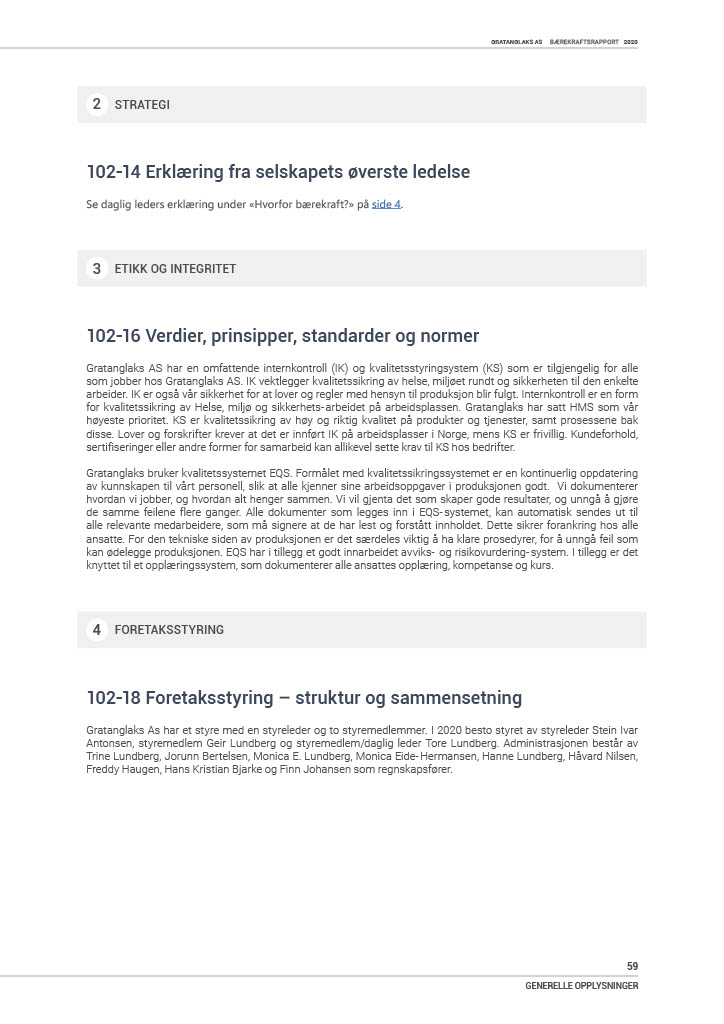 GRATANGLAKS AS BÆREKRAFTSRAPPORT 2020
2 STRATEGI
102-14 Erklæring fra selskapets øverste ledelse
Se daglig leders erklæring under «Hvorfor bærekraft?» på side 4.
3 ETIKK OG INTEGRITET
102-16 Verdier, prinsipper, standarder og normer
Gratanglaks AS har en omfattende internkontroll (IK) og kvalitetsstyringsystem (KS) som er tilgjengelig for alle
som jobber hos Gratanglaks AS. IK vektlegger kvalitetssikring av helse, miljøet rundt og sikkerheten til den enkelte
arbeider. IK er også vår sikkerhet for at lover og regler med hensyn til produksjon blir fulgt. Internkontroll er en form
for kvalitetssikring av Helse, miljø og sikkerhets-arbeidet på arbeidsplassen. Gratanglaks har satt HMS som vår
høyeste prioritet. KS er kvalitetssikring av høy og riktig kvalitet på produkter og tjenester, samt prosessene bak
disse. Lover og forskrifter krever at det er innført IK på arbeidsplasser i Norge, mens KS er frivillig. Kundeforhold,
sertifiseringer eller andre former for samarbeid kan allikevel sette krav til KS hos bedrifter.
Gratanglaks bruker kvalitetssystemet EQS. Formålet med kvalitetssikringssystemet er en kontinuerlig oppdatering
av kunnskapen til vårt personell, slik at alle kjenner sine arbeidsoppgaver i produksjonen godt. Vi dokumenterer
hvordan vi jobber, og hvordan alt henger sammen. Vi vil gjenta det som skaper gode resultater, og unngå å gjøre
de samme feilene flere ganger. Alle dokumenter som legges inn i EQS-systemet, kan automatisk sendes ut til
alle relevante medarbeidere, som må signere at de har lest og forstått innholdet. Dette sikrer forankring hos alle
ansatte. For den tekniske siden av produksjonen er det særdeles viktig å ha klare prosedyrer, for å unngå feil som
kan ødelegge produksjonen. EQS har i tillegg et godt innarbeidet avviks- og risikovurdering-system. I tillegg er det
knyttet til et opplæringssystem, som dokumenterer alle ansattes opplæring, kompetanse og kurs.
4 FORETAKSSTYRING
102-18 Foretaksstyring – struktur og sammensetning
Gratanglaks As har et styre med en styreleder og to styremedlemmer. I 2020 besto styret av styreleder Stein Ivar
Antonsen, styremedlem Geir Lundberg og styremedlem/daglig leder Tore Lundberg. Administrasjonen består av
Trine Lundberg, Jorunn Bertelsen, Monica E. Lundberg, Monica Eide-Hermansen, Hanne Lundberg, Håvard Nilsen,
Freddy Haugen, Hans Kristian Bjarke og Finn Johansen som regnskapsfører.
59
GENERELLE OPPLYSNINGER